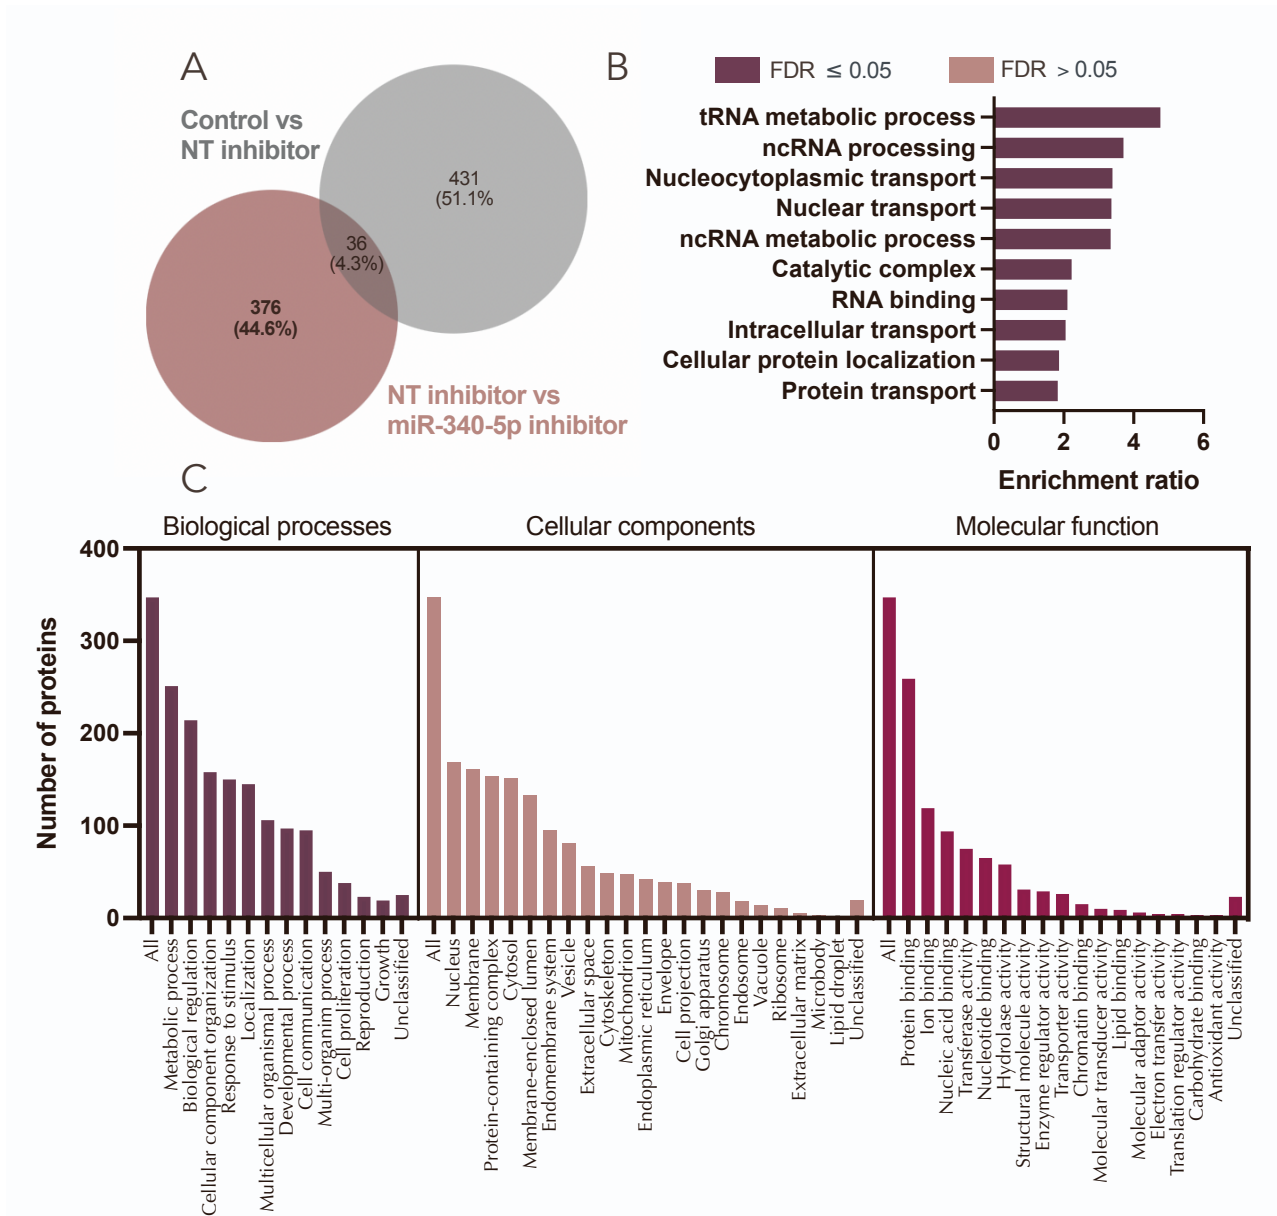 A
Control vs
NT inhibitor
431
(51.1%
36
(4.3%)
376
(44.6%)
NT inhibitor vs
miR-340-5p inhibitor
B
FDR ≤ 0.05
FDR > 0.05
tRNA metabolic process
ncRNA processing
Nucleocytoplasmic transport
Nuclear transport
ncRNA metabolic process
Catalytic complex
RNA binding
Intracellular transport
Cellular protein localization
Protein transport
0 2 4 6
Enrichment ratio
C
Biological processes
Cellular components
Molecular function
Number of proteins
400
300
200
100
0
All
Metabolic process
Biological regulation
Cellular component organization
Response to stimulus
Localization
Multicellular organismal process
Developmental process
Cell communication
Multi-organim process
Cell proliferation
Reproduction
Growth
Unclassified
All
Nucleus
Membrane
Protein-containing complex
Cytosol
Membrane-enclosed lumen
Endomembrane system
Vesicle
Extracellular space
Cytoskeleton
Mitochondrion
Endoplasmic reticulum
Envelope
Cell projection
Golgi apparatus
Chromosome
Endosome
Vacuole
Ribosome
Extracellular matrix
Microbody
Lipid droplet
Unclassified
All
Protein binding
Ion binding
Nucleic acid binding
Transferase activity
Nucleotide binding
Hydrolase activity
Structural molecule activity
Enzyme regulator activity
Transporter activity
Chromatin binding
Molecular transducer activity
Lipid binding
Molecular adaptor activity
Electron transfer activity
Translation regulator activity
Carbohydrate binding
Antioxidant activity
Unclassified